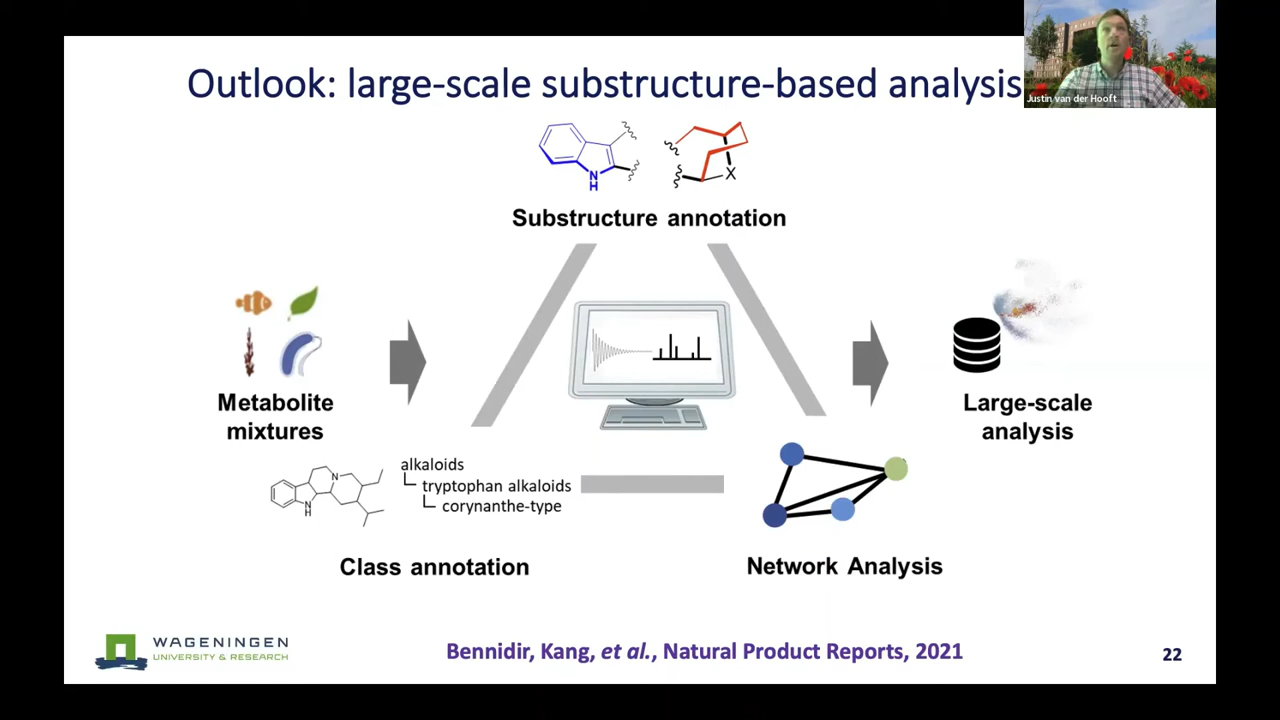 Outlook: large-scale substructure-based analysis
Justin van der Hooft
N
H
X
Substructure annotation
Metabolite
mixtures
Large-scale
analysis
N
N
H
alkaloids
tryptophan alkaloids
corynanthe-type
Class annotation
Network Analysis
WAGENINGEN
UNIVERSITY & RESEARCH
Bennidir, Kang, et al., Natural Product Reports, 2021
22